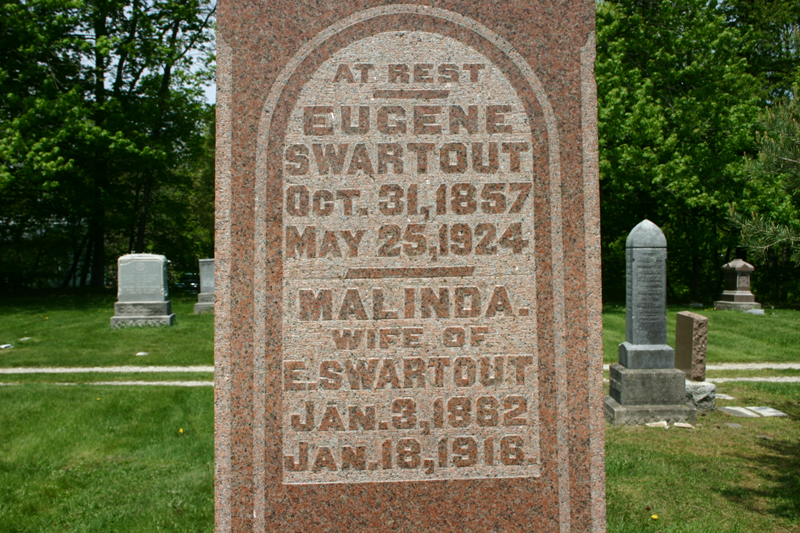 AT REST
EUGENE
SWARTOUT
OCT. 31, 1857
MAY 25, 1924
MALINDA.
WIFE OF
E. SWARTOUT
JAN. 3, 1862
JAN. 18, 1916.